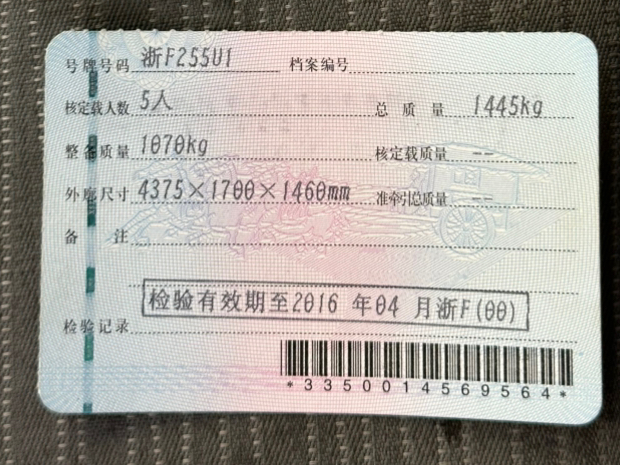 号牌号码 浙F255U1 档案编号
核定载人数 5人 总质量 1445kg
整备质量 1070kg 核定载质量 --
外廓尺寸 4375×1700×1460mm 准牵引总质量 --
备注
检验有效期至2016 年04 月浙F(00)
检验记录
*3350014569564*